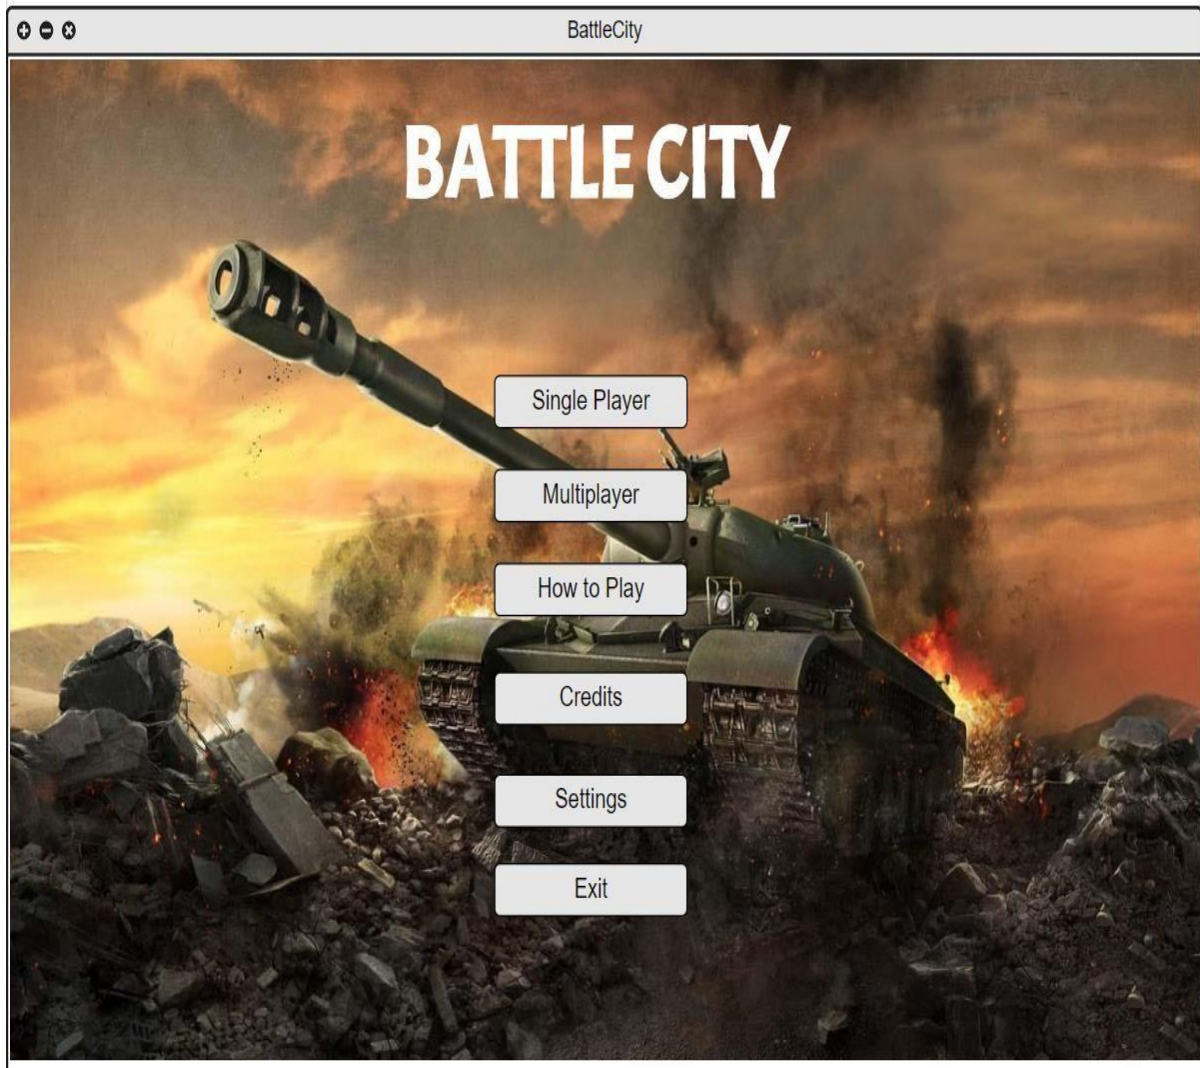 BattleCity
BATTLE CITY
Single Player
Multiplayer
How to Play
Credits
Settings
Exit